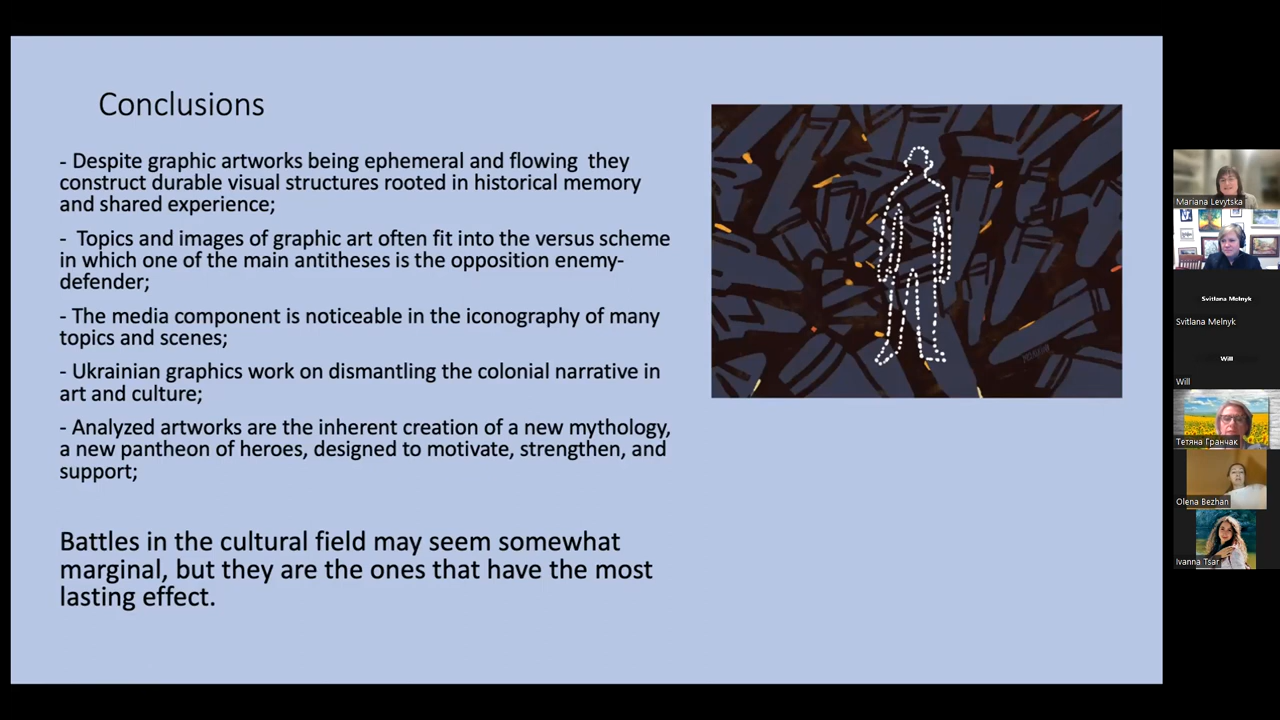 Conclusions
- Despite graphic artworks being ephemeral and flowing  they
construct durable visual structures rooted in historical memory
and shared experience;
-  Topics and images of graphic art often fit into the versus scheme
in which one of the main antitheses is the opposition enemy-
defender;
- The media component is noticeable in the iconography of many
topics and scenes;
- Ukrainian graphics work on dismantling the colonial narrative in
art and culture;
- Analyzed artworks are the inherent creation of a new mythology,
a new pantheon of heroes, designed to motivate, strengthen, and
support;
Battles in the cultural field may seem somewhat
marginal, but they are the ones that have the most
lasting effect.
Mariana Levytska
Svitlana Melnyk
Svitlana Melnyk
Will
Will
Тетяна Гранчак
Olena Bezhan
Ivanna Tsar